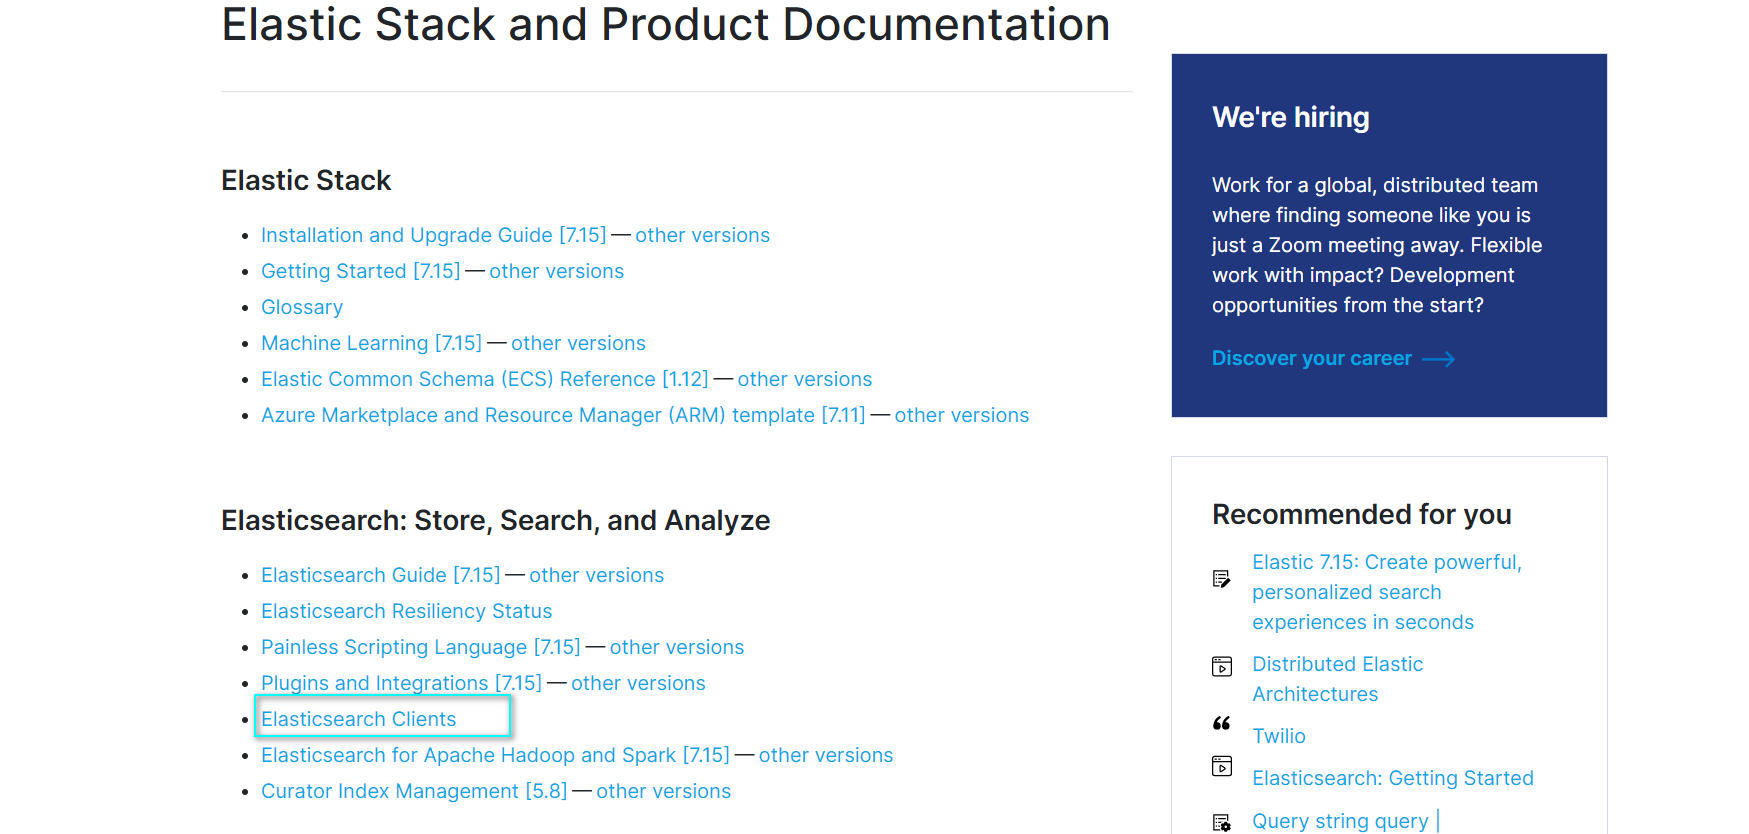 Elastic Stack and Product Documentation
Elastic Stack
Installation and Upgrade Guide [7.15] — other versions
Getting Started [7.15] — other versions
Glossary
Machine Learning [7.15] — other versions
Elastic Common Schema (ECS) Reference [1.12] — other versions
Azure Marketplace and Resource Manager (ARM) template [7.11] — other versions
Elasticsearch: Store, Search, and Analyze
Elasticsearch Guide [7.15] — other versions
Elasticsearch Resiliency Status
Painless Scripting Language [7.15] — other versions
Plugins and Integrations [7.15] — other versions
Elasticsearch Clients
Elasticsearch for Apache Hadoop and Spark [7.15] — other versions
Curator Index Management [5.8] — other versions
We're hiring
Work for a global, distributed team
where finding someone like you is
just a Zoom meeting away. Flexible
work with impact? Development
opportunities from the start?
Discover your career
Recommended for you
Elastic 7.15: Create powerful,
personalized search
experiences in seconds
Distributed Elastic
Architectures
Twilio
Elasticsearch: Getting Started
Query string query |